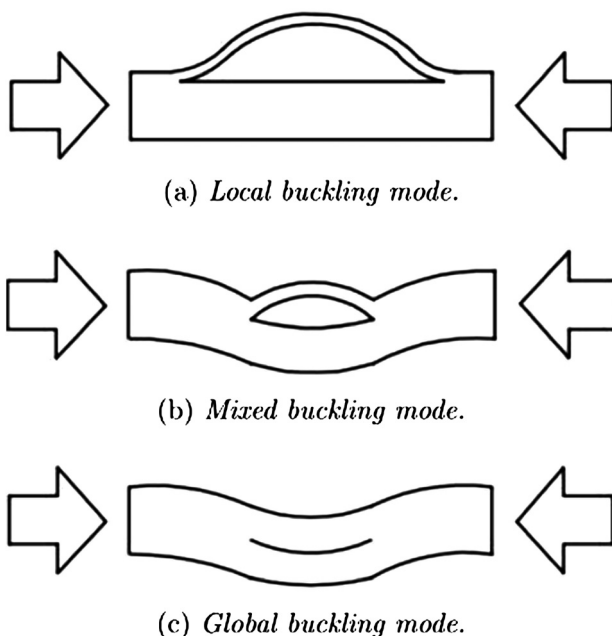 (a) Local buckling mode.
(b) Mixed buckling mode.
(c) Global buckling mode.